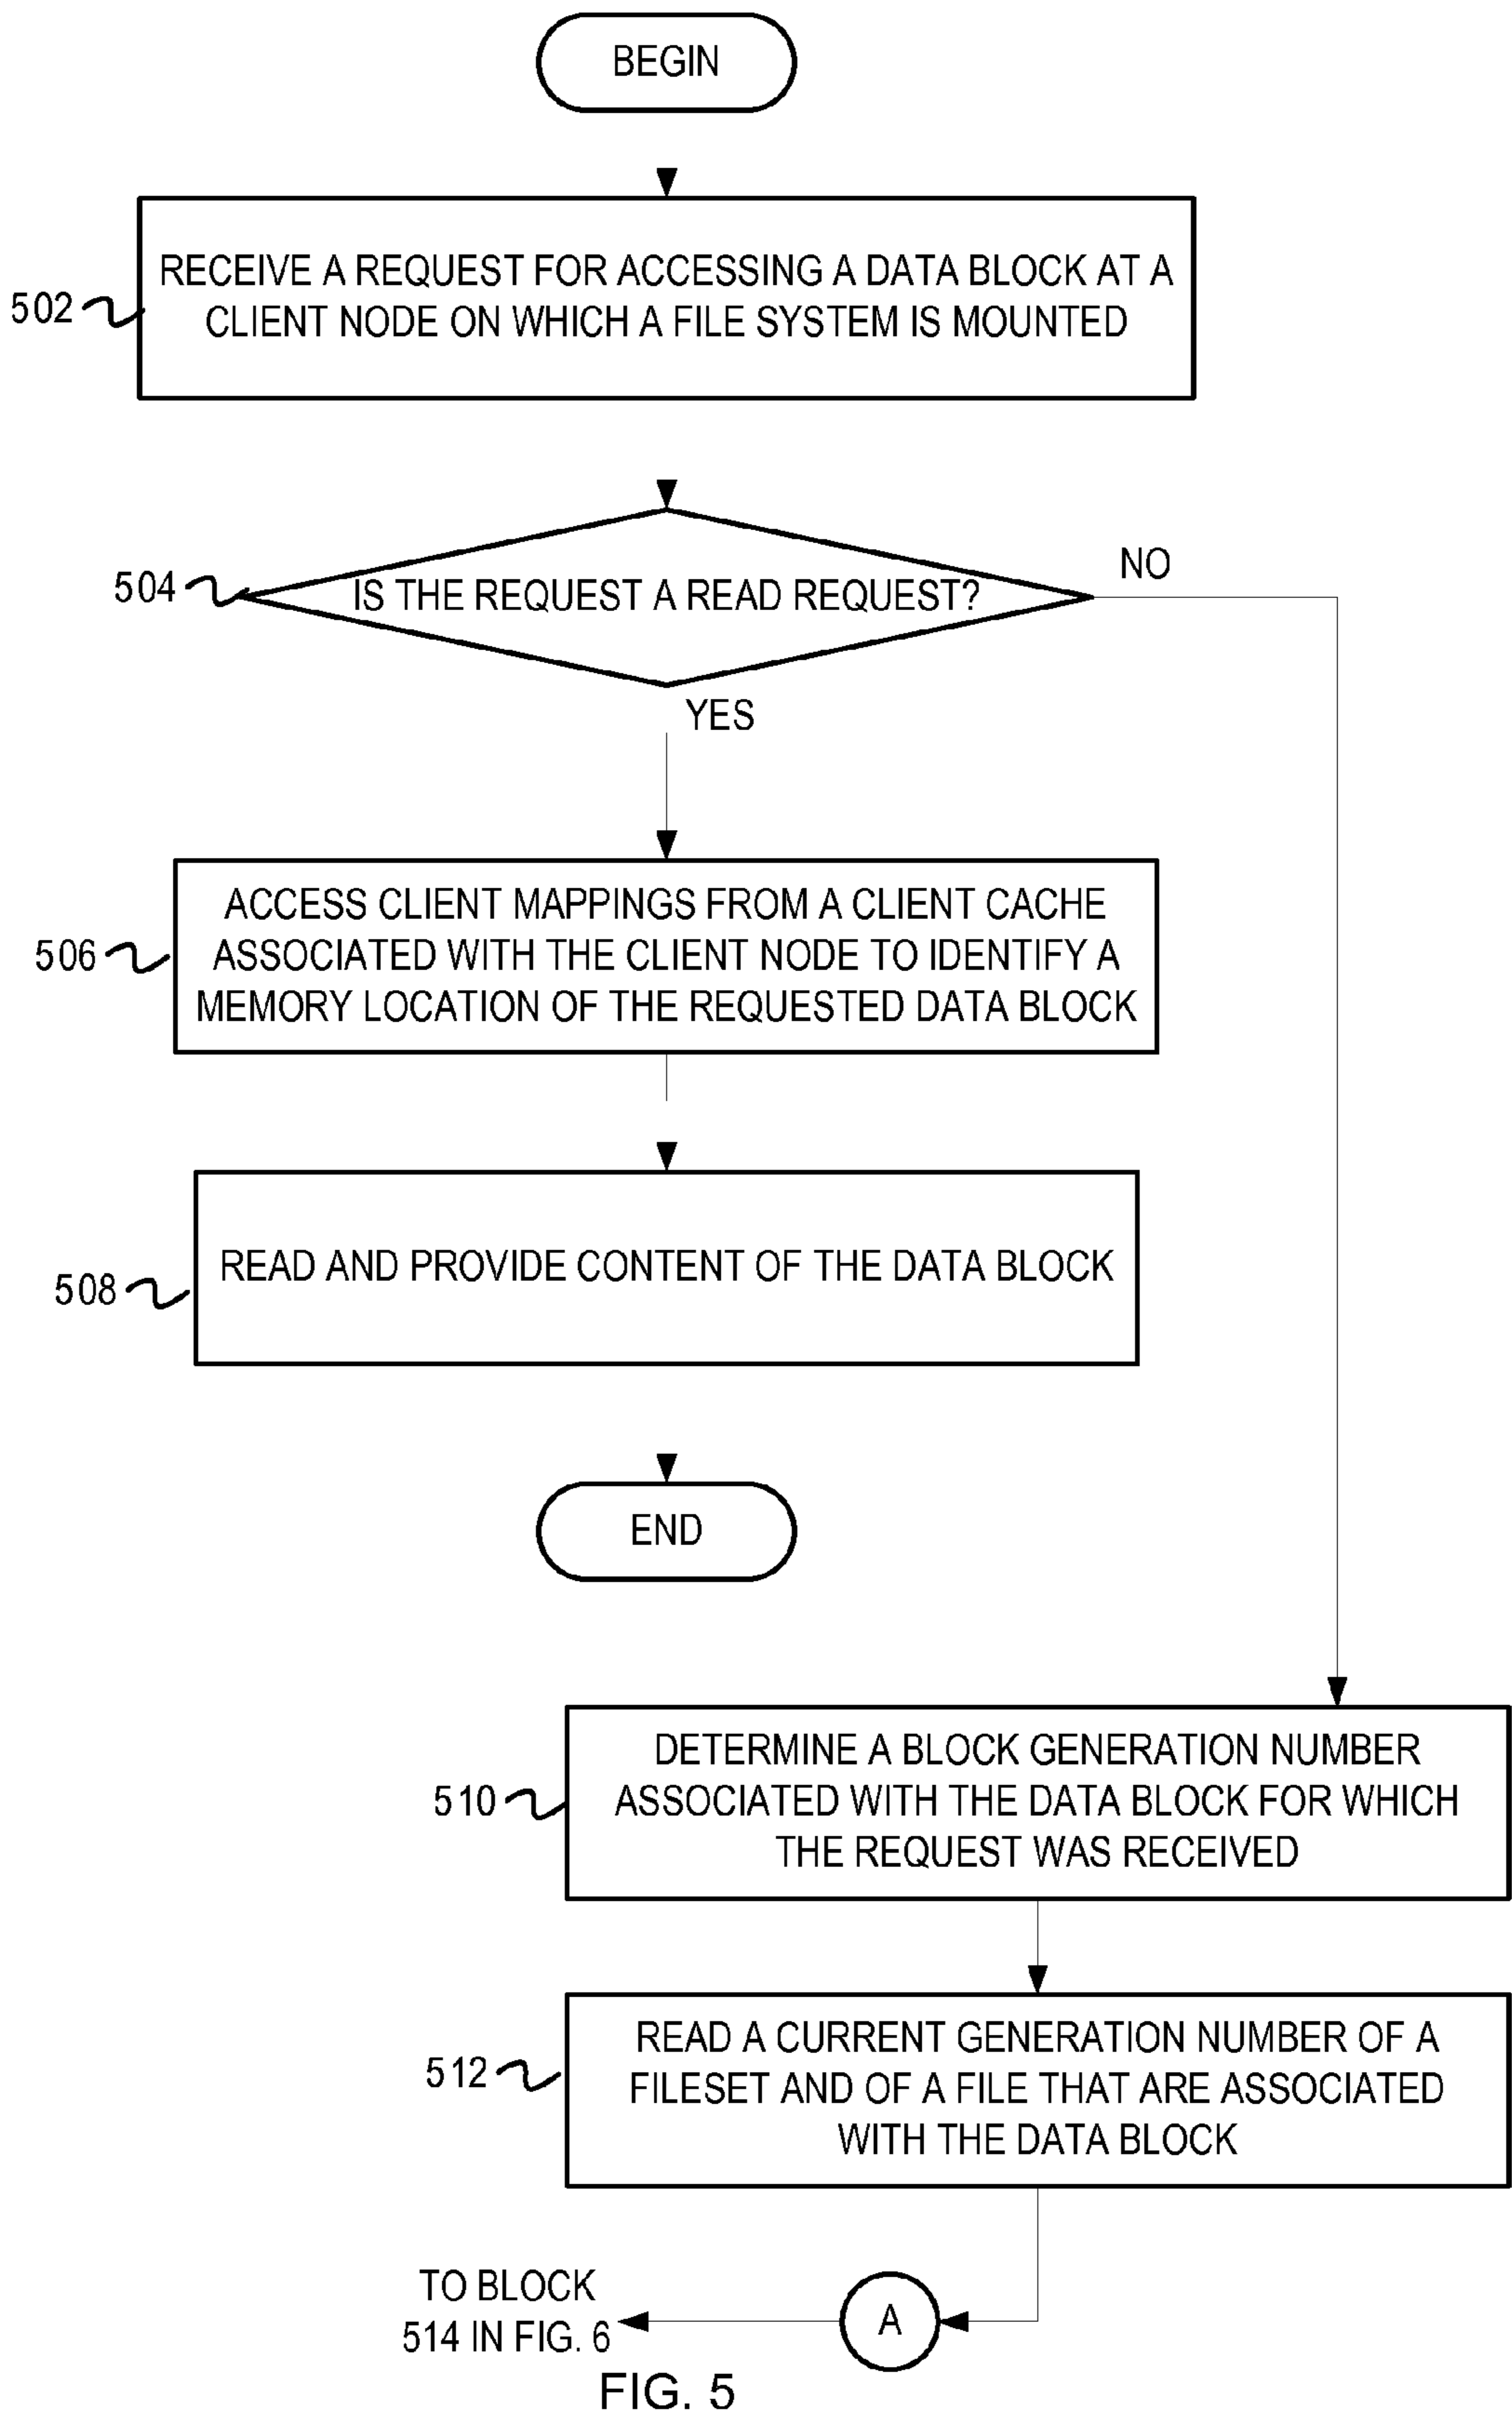 BEGIN
RECEIVE A REQUEST FOR ACCESSING A DATA BLOCK AT A
CLIENT NODE ON WHICH A FILE SYSTEM IS MOUNTED
502
IS THE REQUEST A READ REQUEST?
504
NO
YES
ACCESS CLIENT MAPPINGS FROM A CLIENT CACHE
ASSOCIATED WITH THE CLIENT NODE TO IDENTIFY A
MEMORY LOCATION OF THE REQUESTED DATA BLOCK
506
READ AND PROVIDE CONTENT OF THE DATA BLOCK
508
END
DETERMINE A BLOCK GENERATION NUMBER
ASSOCIATED WITH THE DATA BLOCK FOR WHICH
THE REQUEST WAS RECEIVED
510
READ A CURRENT GENERATION NUMBER OF A
FILESET AND OF A FILE THAT ARE ASSOCIATED
WITH THE DATA BLOCK
512
A
TO BLOCK
514 IN FIG. 6
FIG. 5